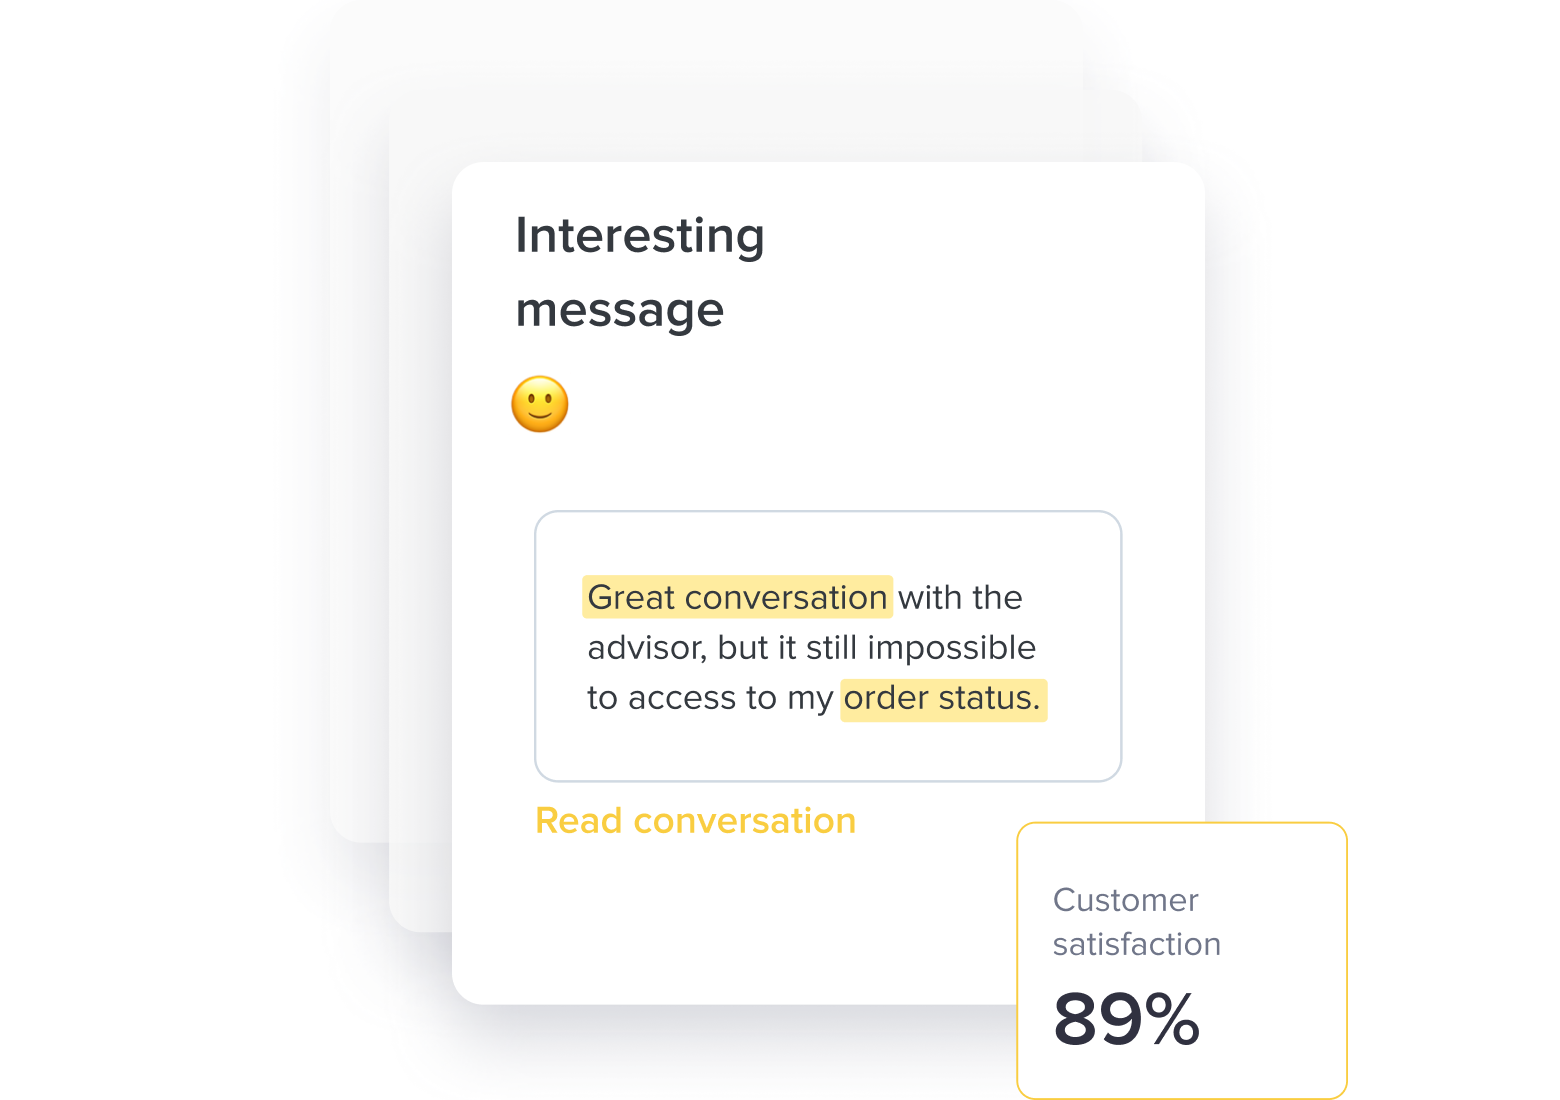 Interesting
message
Great conversation with the
advisor, but it still impossible
to access to my order status.
Read conversation
Customer
satisfaction
89%